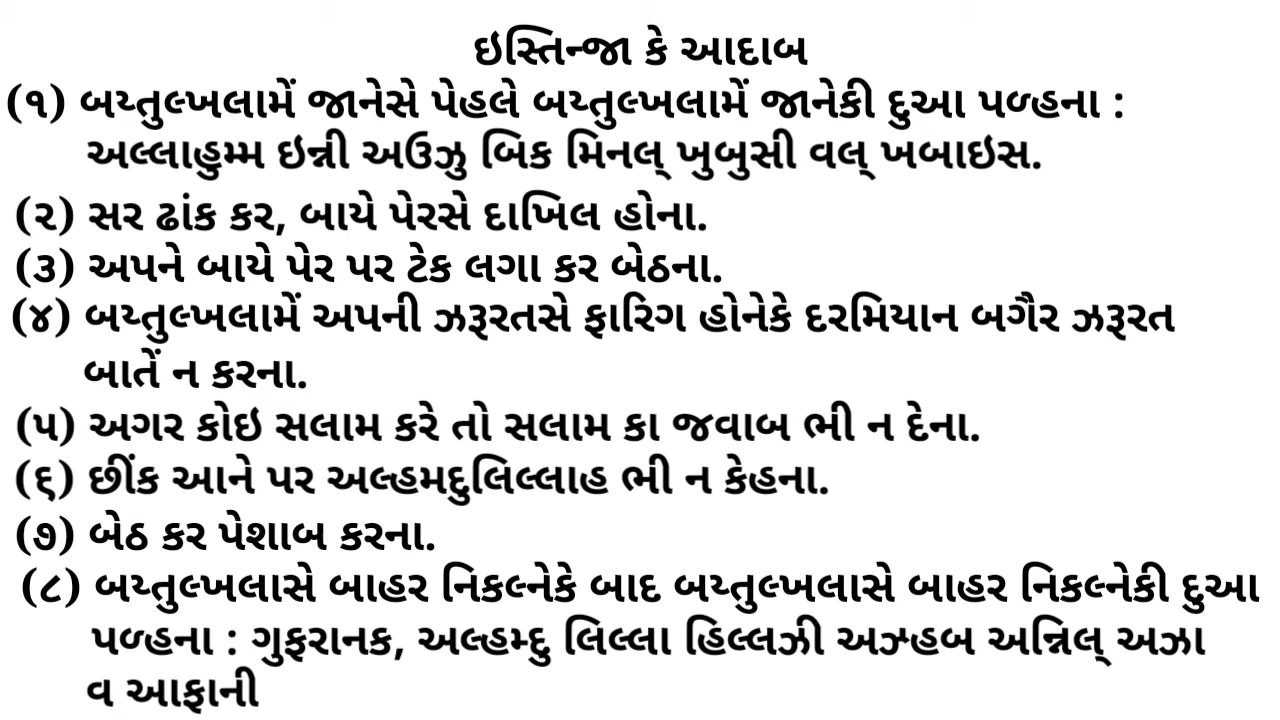 ઇસ્તિન્જા કે આદાબ
(૧) બય્તુલ્ખલામેં જાનેસે પેહલે બય્તુલ્ખલામેં જાનેકી દુઆ પળ્હના :
અલ્લાહુમ્મ ઇન્ની અઉઝુ બિક મિનલ્ ખુબુસી વલ્ ખબાઇસ.
(૨) સર ઢાંક કર, બાયે પેરસે દાખિલ હોના.
(૩) અપને બાયે પેર પર ટેક લગા કર બેઠના.
(૪) બય્તુલ્ખલામેં અપની ઝરૂરતસે ફારિગ હોનેકે દરમિયાન બગૈર ઝરૂરત
બાતેં ન કરના.
(૫) અગર કોઇ સલામ કરે તો સલામ કા જવાબ ભી ન દેના.
(૬) છીંક આને પર અલ્હમદુલિલ્લાહ ભી ન કેહના.
(૭) બેઠ કર પેશાબ કરના.
(૮) બય્તુલ્ખલાસે બાહર નિકલ્નેકે બાદ બય્તુલ્ખલાસે બાહર નિકલ્નેકી દુઆ
પળ્હના : ગુફરાનક, અલ્હમ્દુ લિલ્લા હિલ્લઝી અઝ્હબ અન્નિલ્ અઝા
વ આફાની